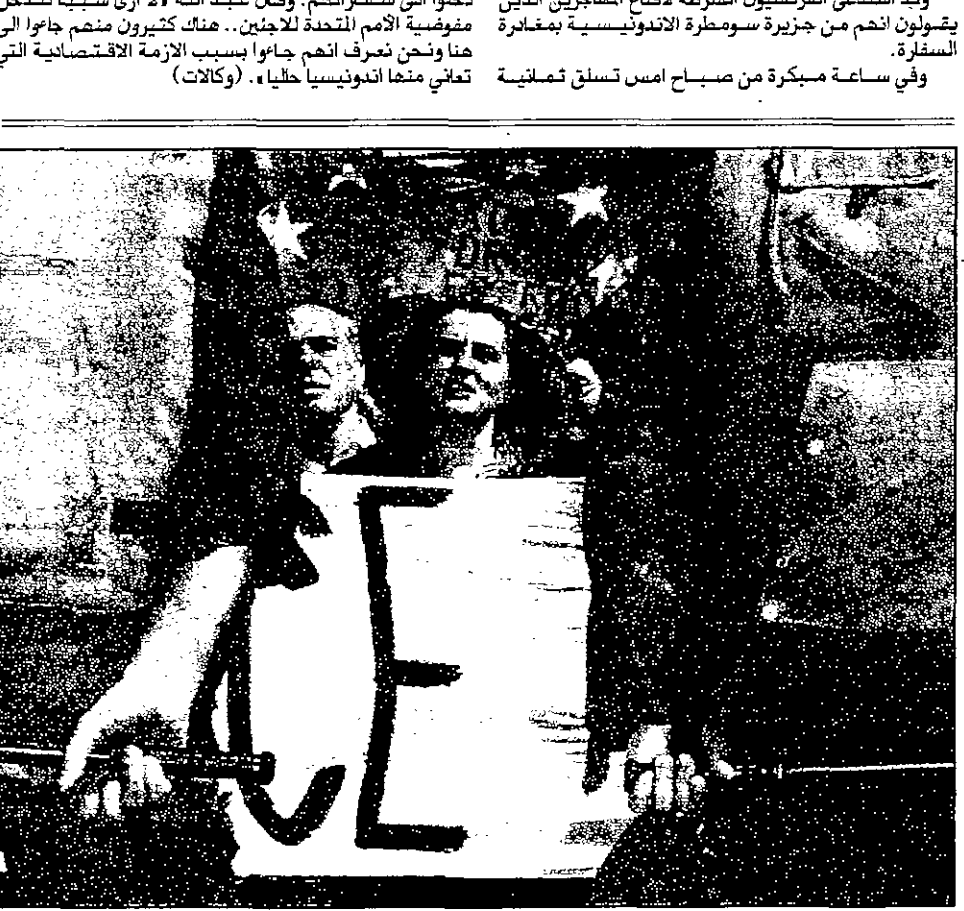 يقولون انهم من جزيرة سومطرة الاندونيسية بمغادرة
السفارة.
وفي ساعة مبكرة من صباح امس تسلق ثمانية
مفوضية الأمم المتحدة للاجئين.. هناك كثيرون منهم جاءوا الى
هنا ونحن نعرف انهم جاءوا بسبب الازمة الاقتصادية التي
تعاني منها اندونيسيا حاليا». (وكالات)
UE